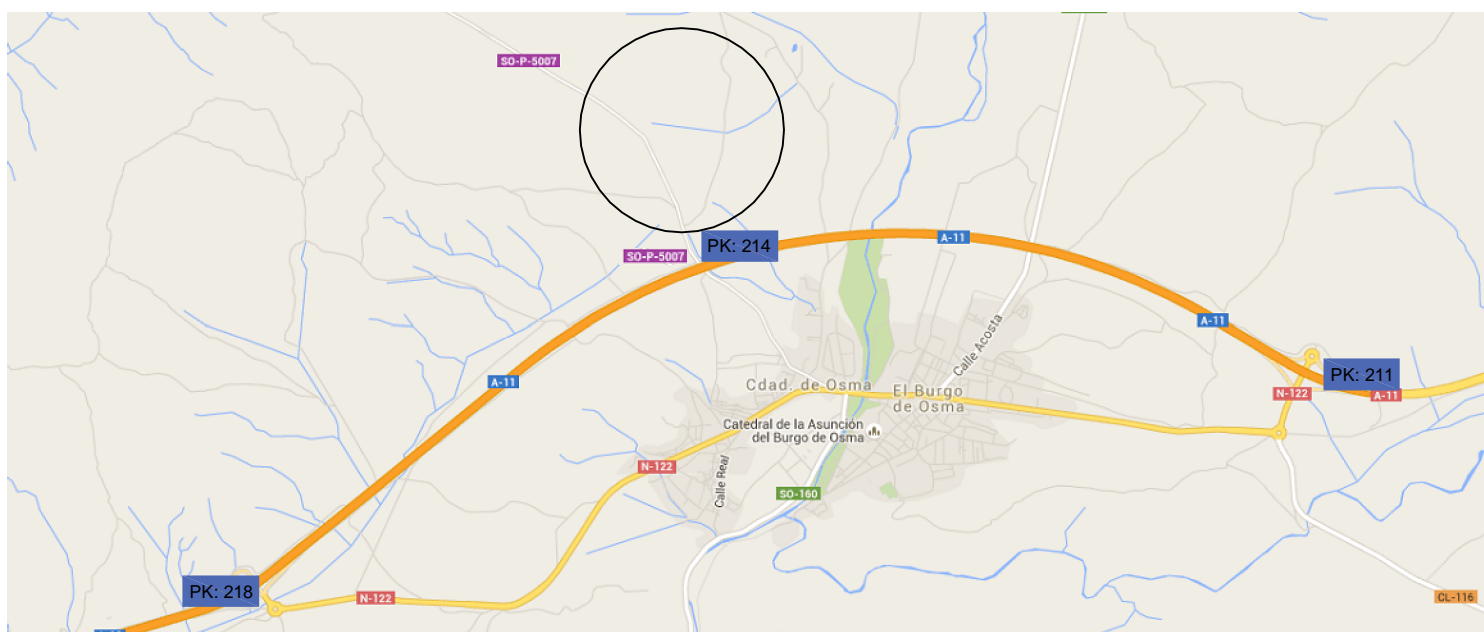 SO-P-5007
SO-P-5007
PK: 214
A-11
A-11
Calle Acosta
PK: 211
A-11
N-122
A-11
Cdad. de Osma
El Burgo
de Osma
Catedral de la Asunción
del Burgo de Osma
N-122
Calle Real
SO-160
PK: 218
N-122
CL-116